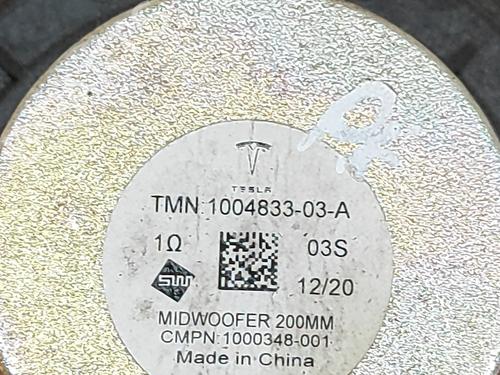 TESLA
TMN:1004833-03-A
1Ω 03S
12/20
MIDWOOFER 200MM
CMPN:1000348-001
Made in China